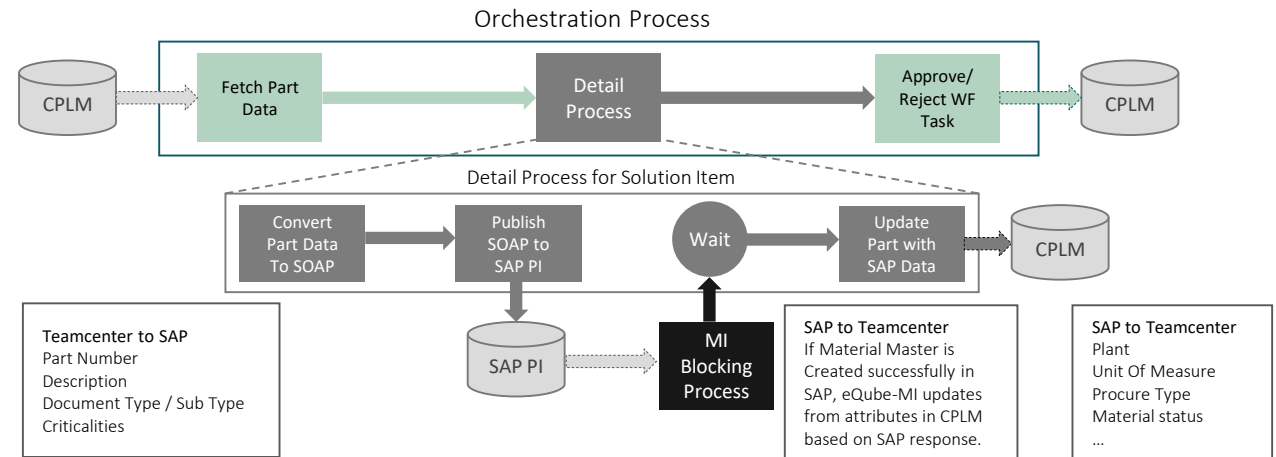 Orchestration Process
CPLM
Fetch Part
Data
Detail
Process
Approve/
Reject WF
Task
CPLM
Detail Process for Solution Item
Convert
Part Data
To SOAP
Publish
SOAP to
SAP PI
Wait
Update
Part with
SAP Data
CPLM
SAP PI
MI
Blocking
Process
Teamcenter to SAP
Part Number
Description
Document Type / Sub Type
Criticalities
SAP to Teamcenter
If Material Master is
Created successfully in
SAP, eQube-MI updates
from attributes in CPLM
based on SAP response.
SAP to Teamcenter
Plant
Unit Of Measure
Procure Type
Material status
...